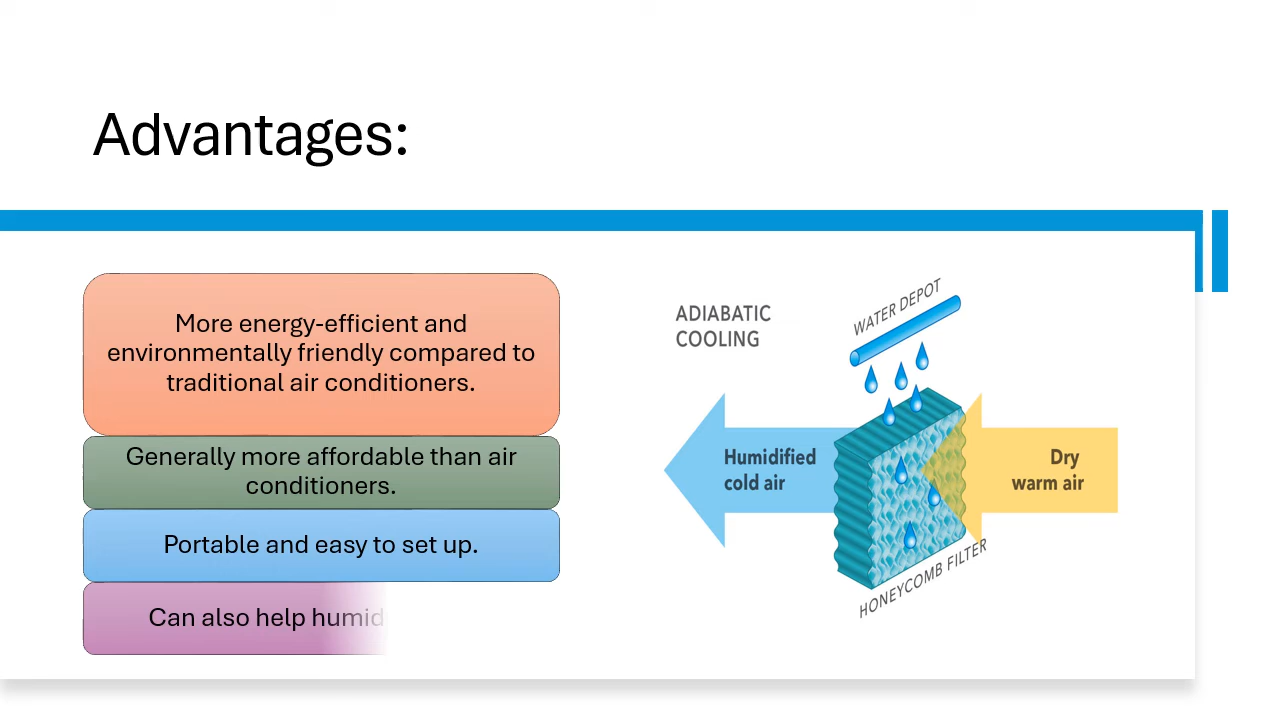 Advantages:
More energy-efficient and
environmentally friendly compared to
traditional air conditioners.
Generally more affordable than air
conditioners.
Portable and easy to set up.
Can also help
ADIABATIC
COOLING
WATER DEPOT
Humidified
cold air
Dry
warm air
HONEYCOMB FILTER